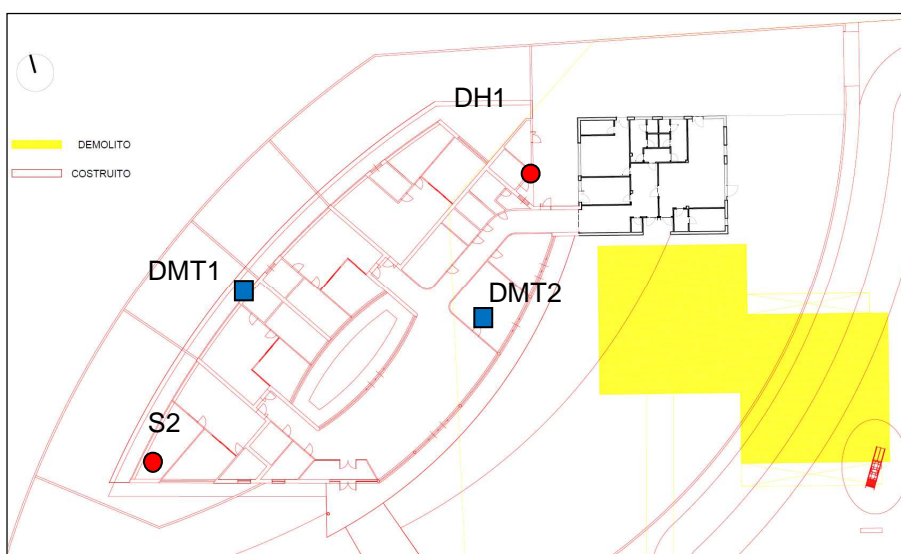 DH1
DEMOLITO
COSTRUITO
DMT1
DMT2
S2